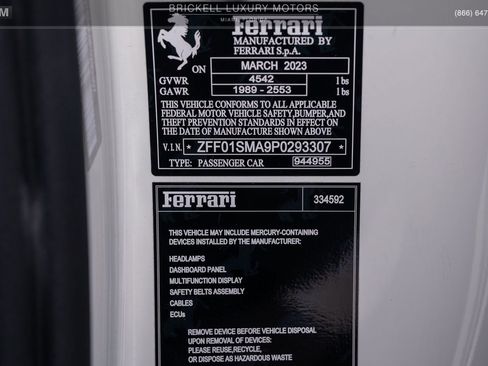 BRICKELL LUXURY MOTORS
(866) 647
Ferrari
MANUFACTURED BY
FERRARI S.p.A.
ON MARCH 2023
GVWR 4542 lbs
GAWR 1989 - 2553 lbs
THIS VEHICLE CONFORMS TO ALL APPLICABLE
FEDERAL MOTOR VEHICLE SAFETY,BUMPER,AND
THEFT PREVENTION STANDARDS IN EFFECT ON
THE DATE OF MANUFACTURE SHOWN ABOVE
V.I.N. * ZFF01SMA9P0293307 *
TYPE: PASSENGER CAR 944955
Ferrari 334592
THIS VEHICLE MAY INCLUDE MERCURY-CONTAINING
DEVICES INSTALLED BY THE MANUFACTURER:
HEADLAMPS
DASHBOARD PANEL
MULTIFUNCTION DISPLAY
SAFETY BELTS ASSEMBLY
CABLES
ECUs
REMOVE DEVICE BEFORE VEHICLE DISPOSAL
UPON REMOVAL OF DEVICES:
PLEASE REUSE,RECYCLE,
OR DISPOSE AS HAZARDOUS WASTE